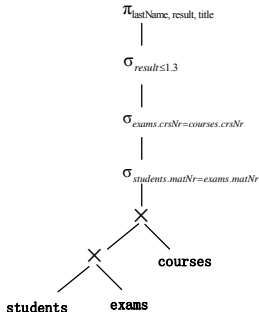 π lastName, result, title
σ result≤1.3
σ exams.crsNr=courses.crsNr
σ students.matNr=exams.matNr
×
× courses
students exams